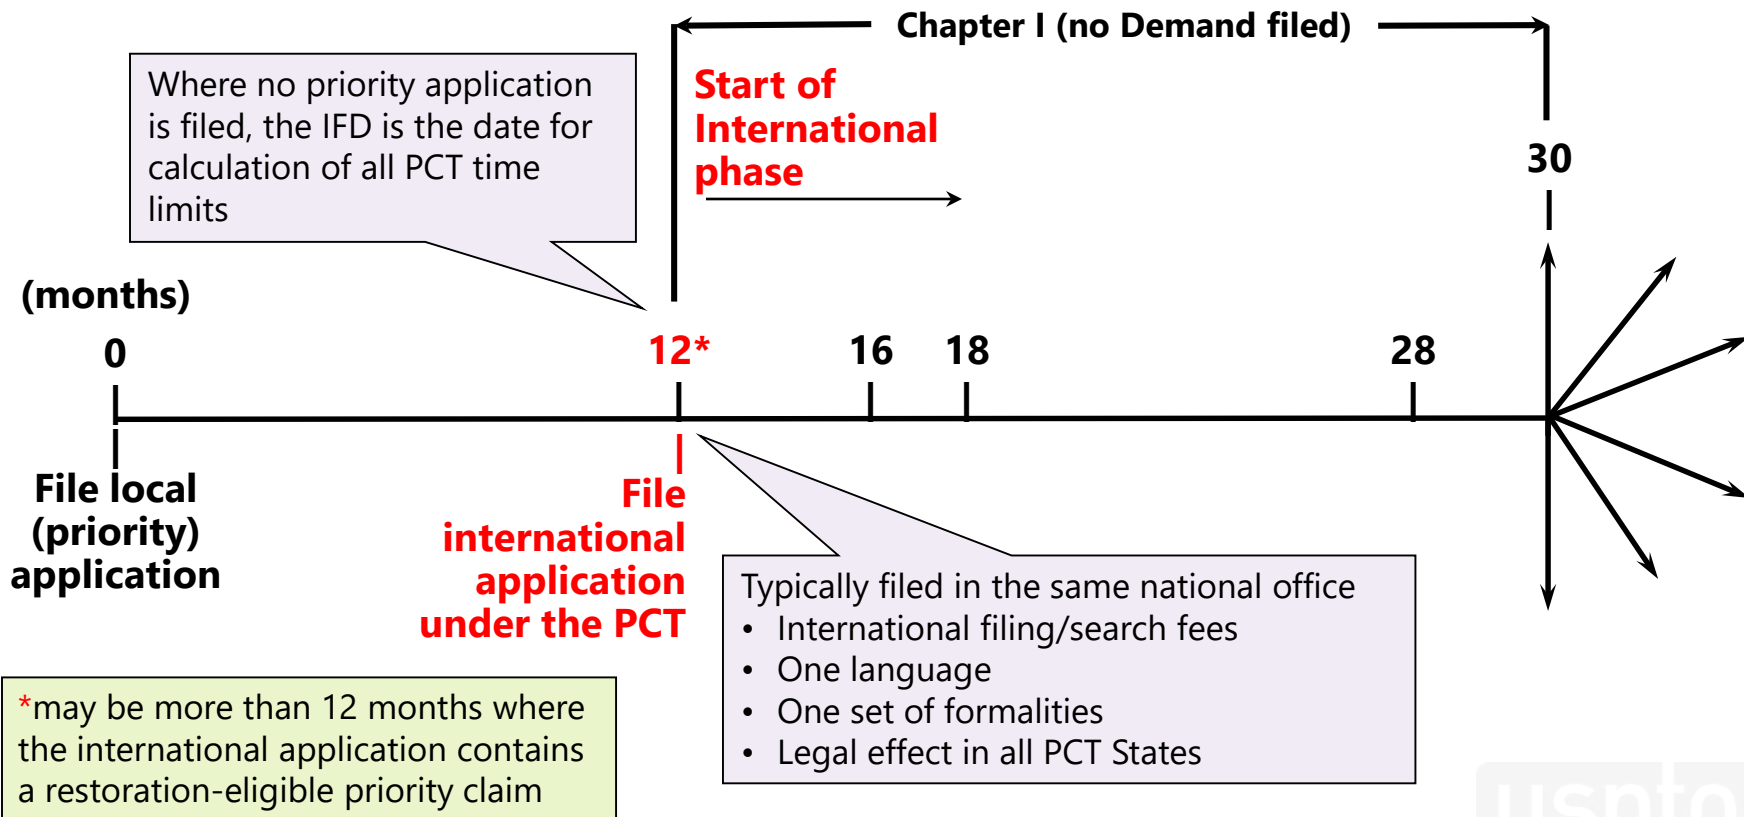 Chapter I (no Demand filed)
Where no priority application
is filed, the IFD is the date for
calculation of all PCT time
limits
Start of
International
phase
30
(months)
0
12*
16
18
28
File local
(priority)
application
File
international
application
under the PCT
Typically filed in the same national office
• International filing/search fees
• One language
• One set of formalities
• Legal effect in all PCT States
*may be more than 12 months where
the international application contains
a restoration-eligible priority claim
uspto